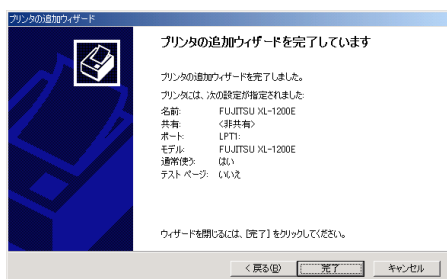 プリンタの追加ウィザード
プリンタの追加ウィザードを完了しています
プリンタの追加ウィザードを完了しました。
プリンタには、次の設定が指定されました:
名前: FUJITSU XL-1200E
共有: <非共有>
ポート: LPT1:
モデル: FUJITSU XL-1200E
通常使う: はい
テスト ページ: いいえ
ウィザードを閉じるには、[完了] をクリックしてください。
< 戻る(B) 完了 キャンセル